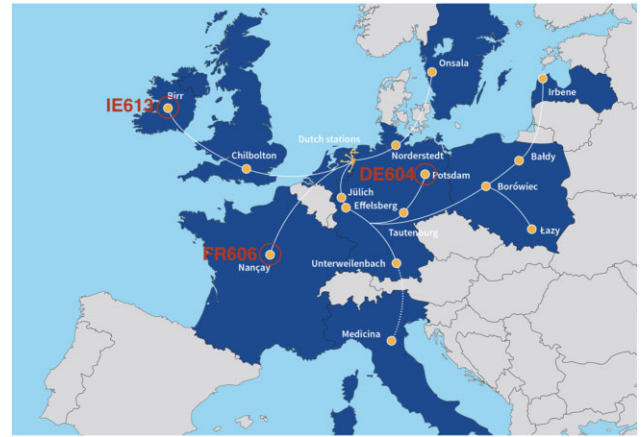 Onsala
Irbene
Birr
IE613
Chilbolton
Dutch stations
Norderstedt
Bałdy
DE604
Potsdam
Borówiec
Jülich
Effelsberg
Tautenburg
Łazy
FR606
Nançay
Unterweilenbach
Medicina